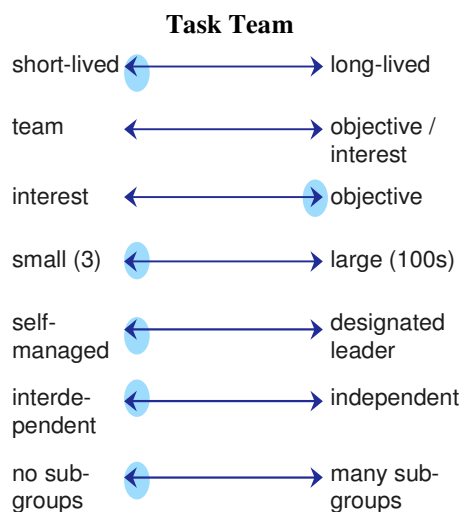 Task Team
short-lived long-lived
team objective /
interest
interest objective
small (3) large (100s)
self- designated
managed leader
interde- independent
pendent
no sub- many sub-
groups groups